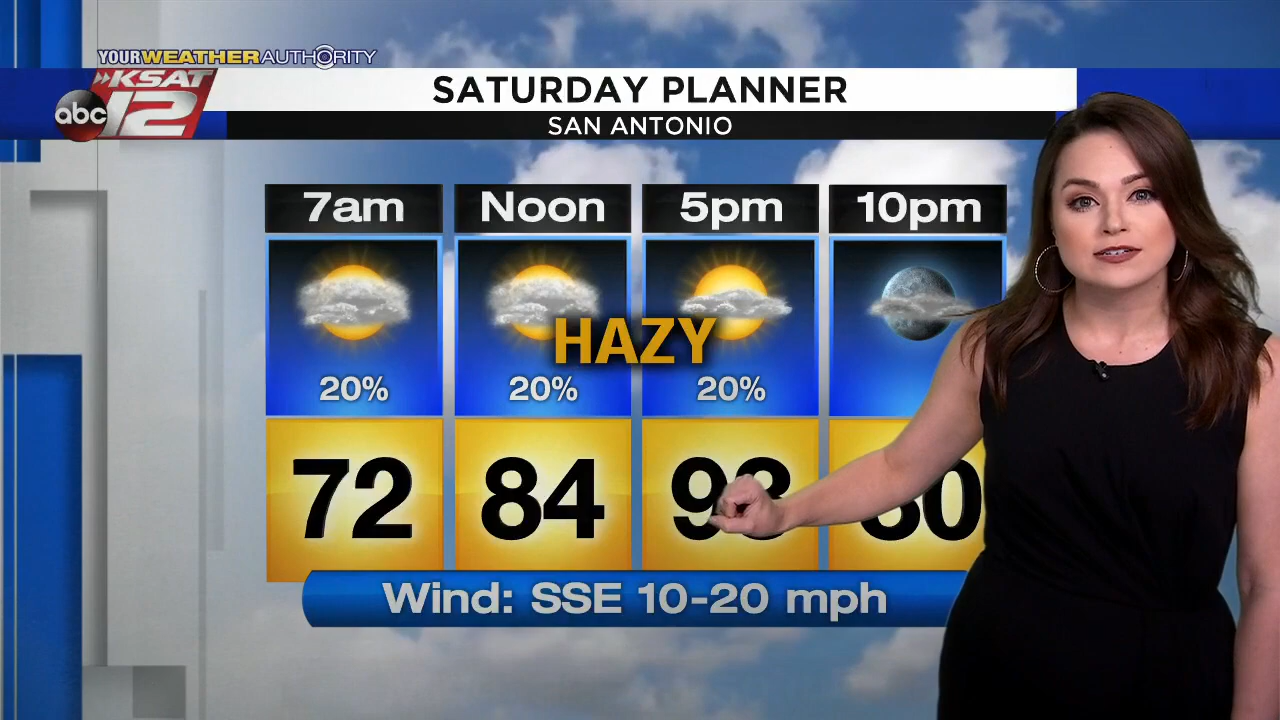 YOUR WEATHER AUTHORITY
KSAT
abc 12
SATURDAY PLANNER
SAN ANTONIO
7am Noon 5pm 10pm
HAZY
20% 20% 20%
72 84
Wind: SSE 10-20 mph